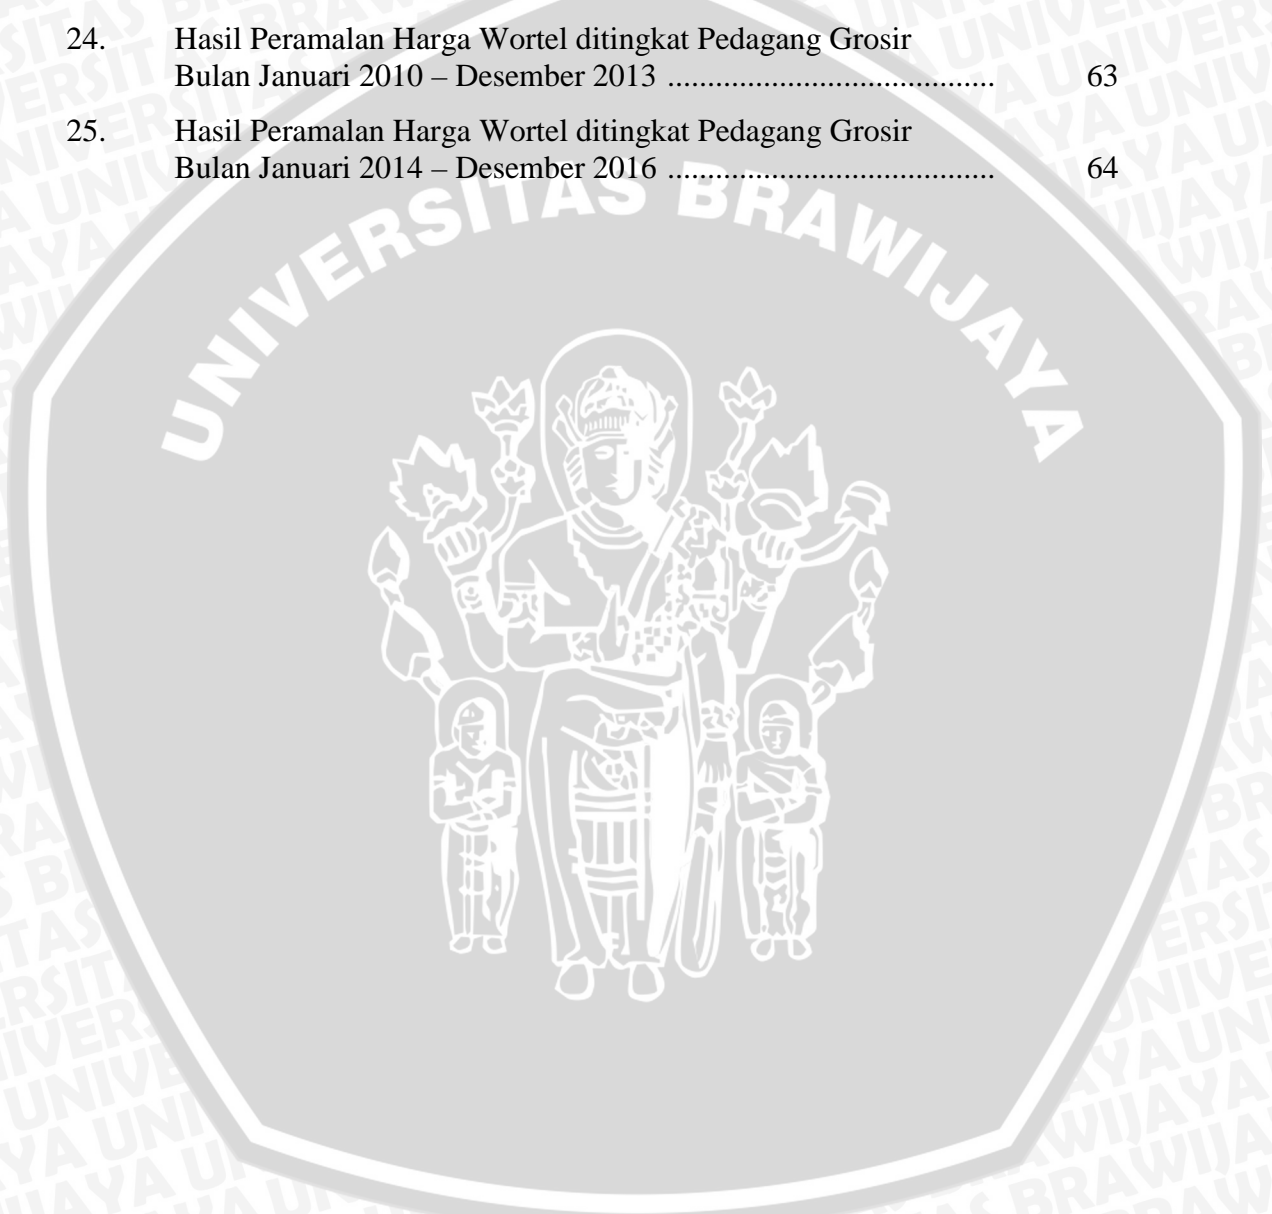 24. Hasil Peramalan Harga Wortel ditingkat Pedagang Grosir
Bulan Januari 2010 – Desember 2013 ......................................... 63
25. Hasil Peramalan Harga Wortel ditingkat Pedagang Grosir
Bulan Januari 2014 – Desember 2016 ......................................... 64
UNIVERSITAS BRAWIJAYA